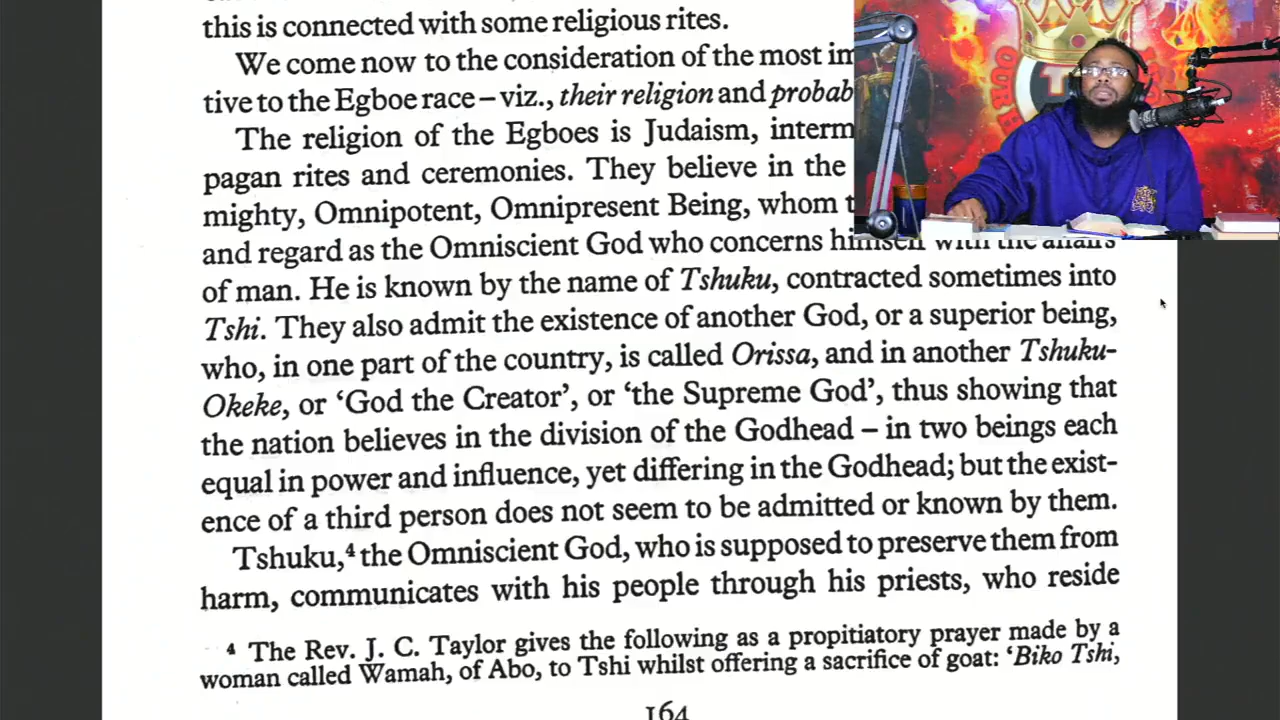 this is connected with some religious rites.
We come now to the consideration of the most im
tive to the Egboe race – viz., their religion and probab
The religion of the Egboes is Judaism, interm
pagan rites and ceremonies. They believe in the
mighty, Omnipotent, Omnipresent Being, whom t
and regard as the Omniscient God who concerns himself with the affairs
of man. He is known by the name of Tshuku, contracted sometimes into
Tshi. They also admit the existence of another God, or a superior being,
who, in one part of the country, is called Orissa, and in another Tshuku-
Okeke, or ‘God the Creator’, or ‘the Supreme God’, thus showing that
the nation believes in the division of the Godhead – in two beings each
equal in power and influence, yet differing in the Godhead; but the exist-
ence of a third person does not seem to be admitted or known by them.
Tshuku,⁴ the Omniscient God, who is supposed to preserve them from
harm, communicates with his people through his priests, who reside
⁴ The Rev. J. C. Taylor gives the following as a propitiatory prayer made by a
woman called Wamah, of Abo, to Tshi whilst offering a sacrifice of goat: ‘Biko Tshi,
164
OUR